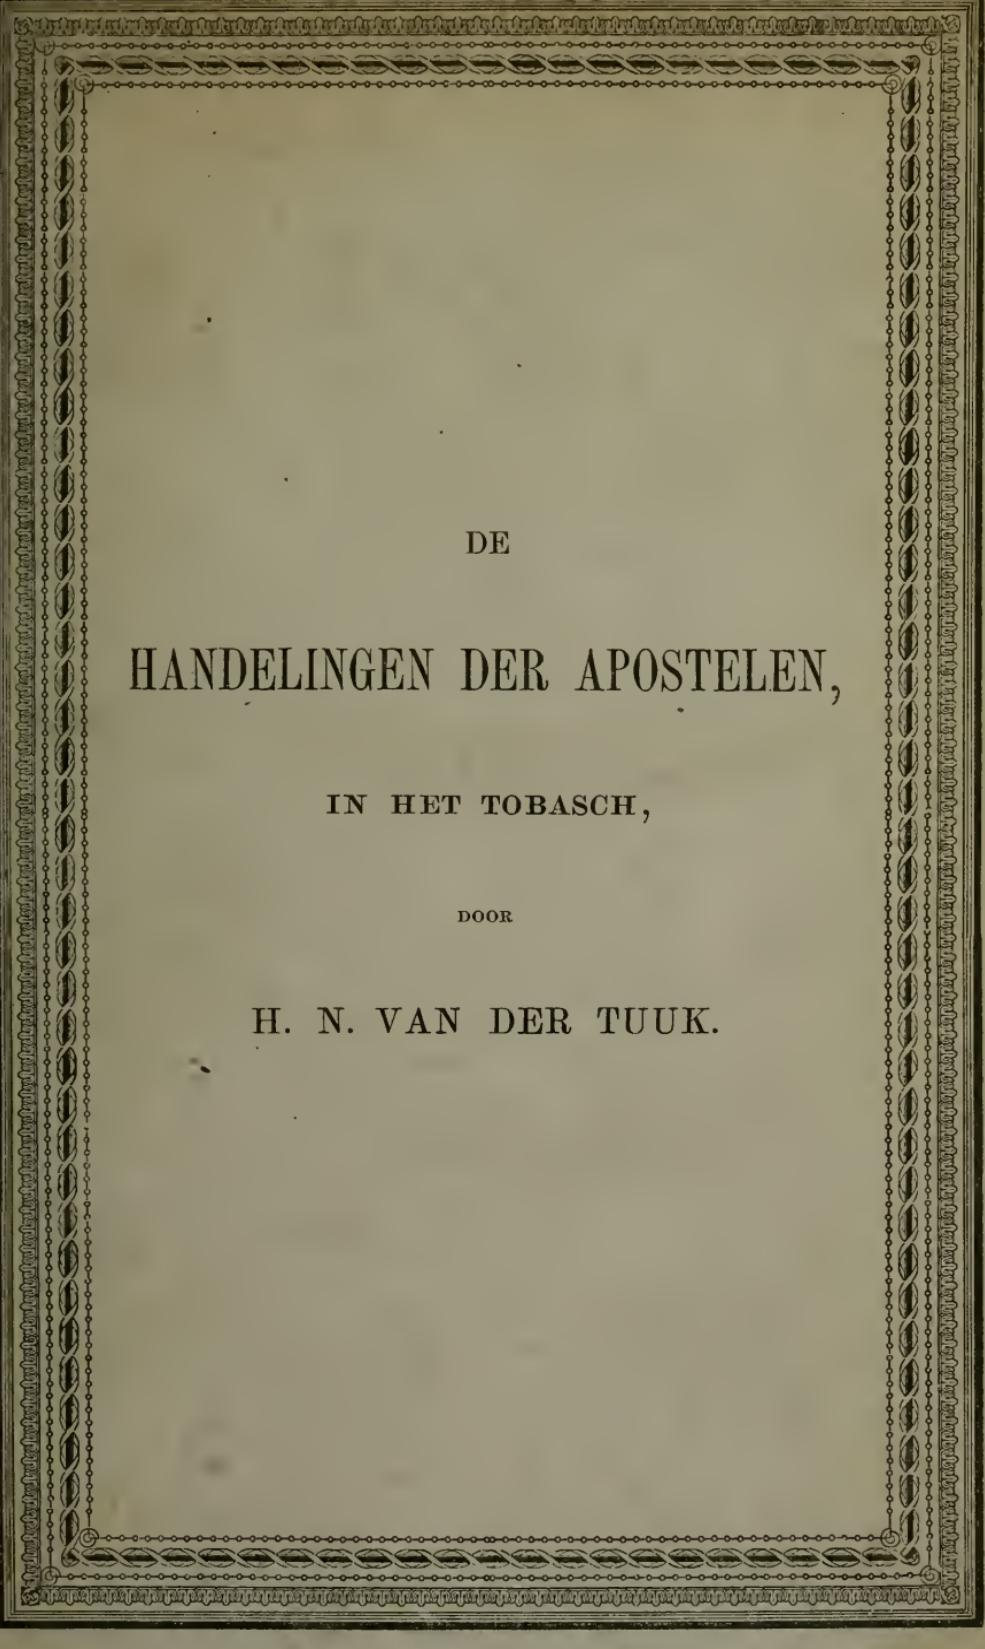 DE
HANDELINGEN DER APOSTELEN,
IN HET TOBASCH,
DOOR
H. N. VAN DER TUUK.